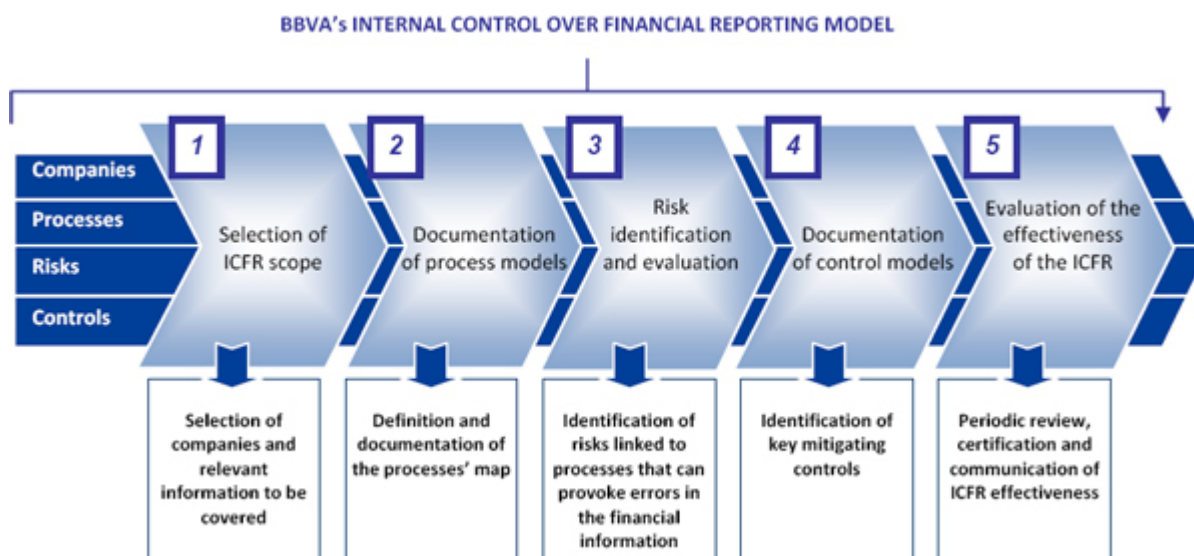 BBVA's INTERNAL CONTROL OVER FINANCIAL REPORTING MODEL
Companies
Processes
Risks
Controls
1
Selection of
ICFR scope
2
Documentation
of process models
3
Risk
identification
and evaluation
4
Documentation
of control models
5
Evaluation of the
effectiveness
of the ICFR
Selection of
companies and
relevant
information to be
covered
Definition and
documentation of
the processes' map
Identification of
risks linked to
processes that can
provoke errors in
the financial
information
Identification of
key mitigating
controls
Periodic review,
certification and
communication of
ICFR effectiveness